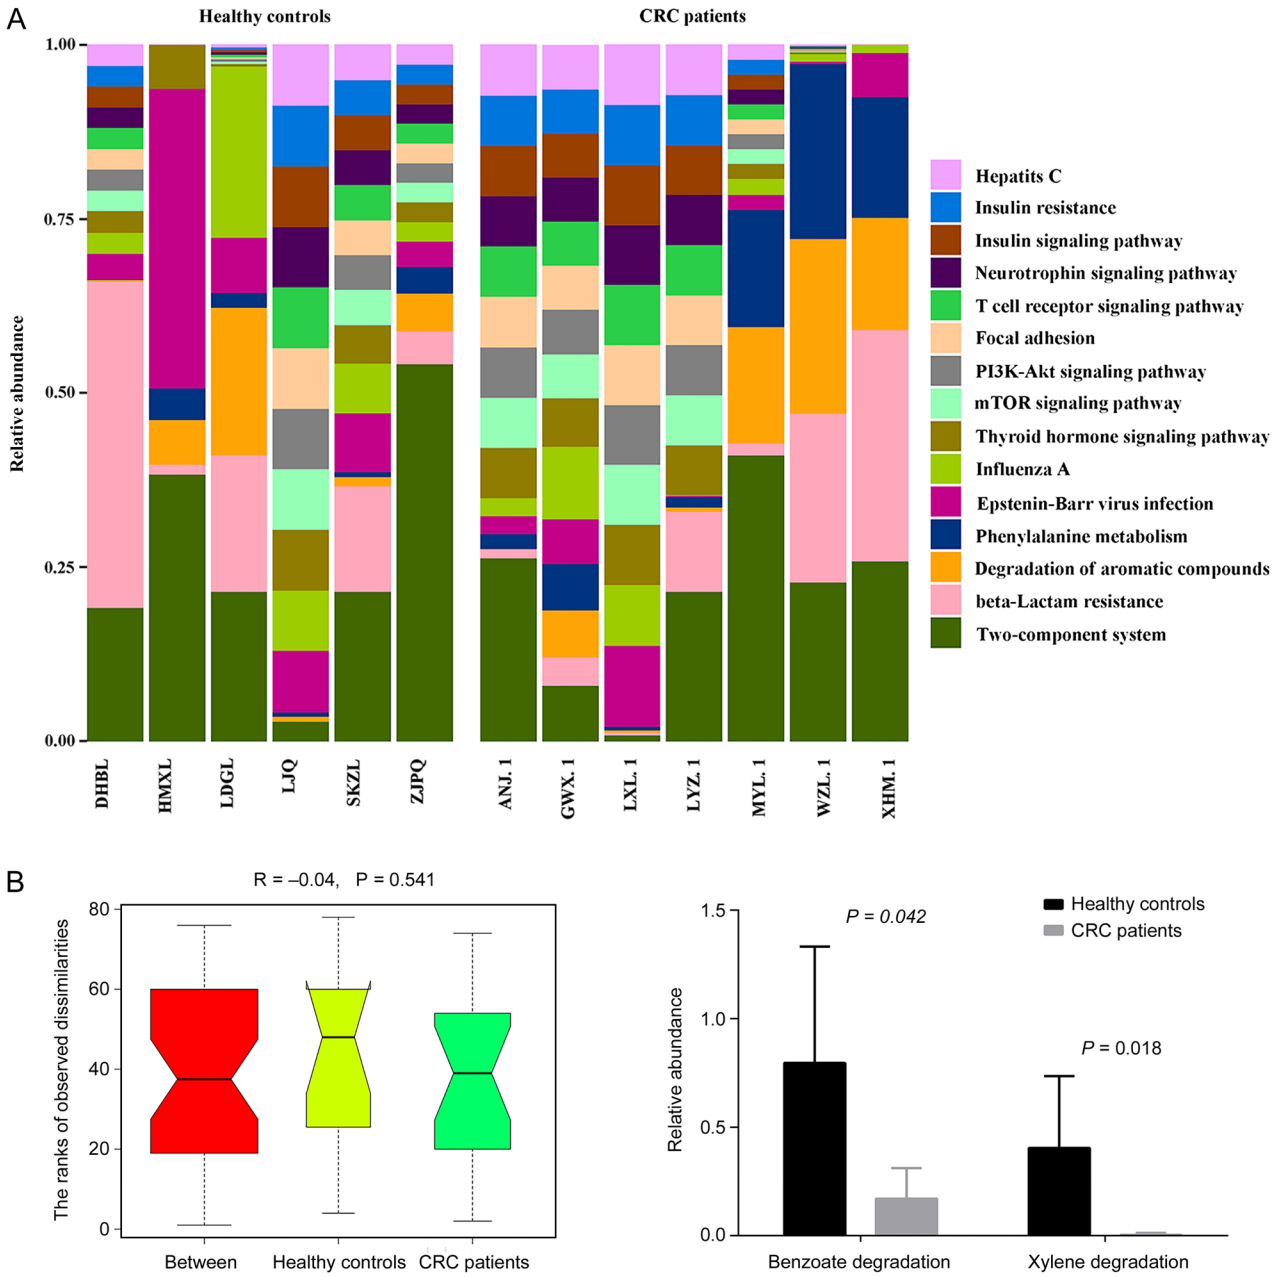 A
Healthy controls
CRC patients
Relative abundance
1.00
0.75
0.50
0.25
0.00
DHBL
HMXL
LDGL
LJQ
SKZL
ZJPQ
ANJ. 1
GWX. 1
LXL. 1
LYZ. 1
MYL. 1
WZL. 1
XHM. 1
Hepatits C
Insulin resistance
Insulin signaling pathway
Neurotrophin signaling pathway
T cell receptor signaling pathway
Focal adhesion
PI3K-Akt signaling pathway
mTOR signaling pathway
Thyroid hormone signaling pathway
Influenza A
Epstenin-Barr virus infection
Phenylalanine metabolism
Degradation of aromatic compounds
beta-Lactam resistance
Two-component system
B
R = –0.04, P = 0.541
The ranks of observed dissimilarities
80
60
40
20
0
Between
Healthy controls
CRC patients
Relative abundance
1.5
1.0
0.5
0.0
P = 0.042
P = 0.018
Healthy controls
CRC patients
Benzoate degradation
Xylene degradation